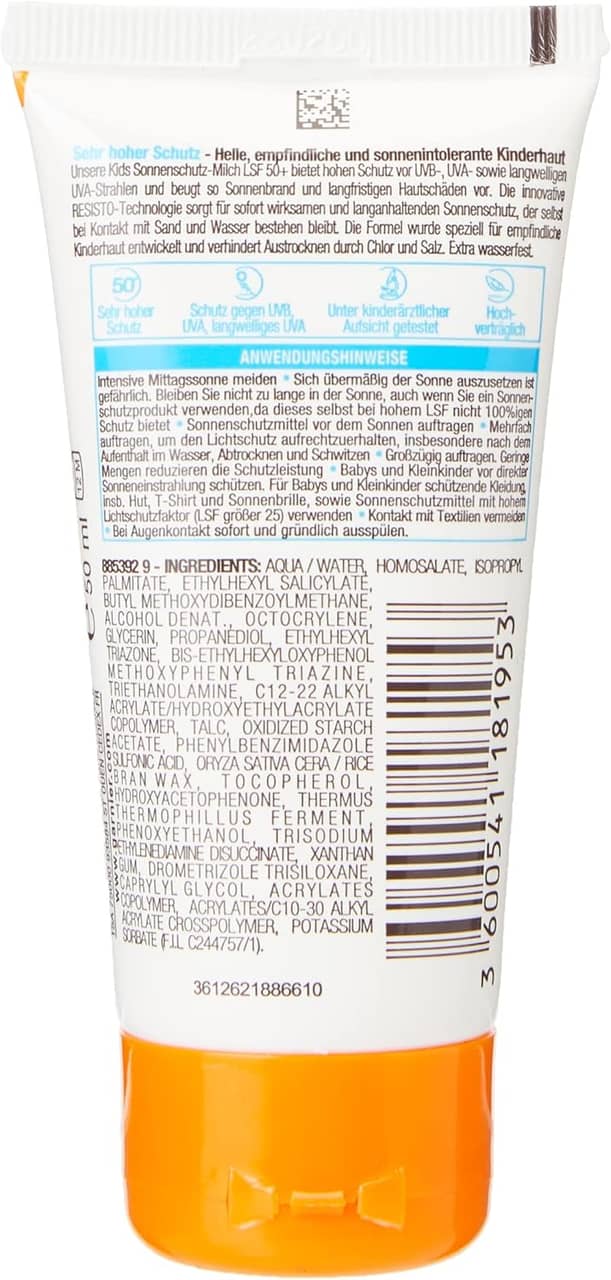 Sehr hoher Schutz - Helle, empfindliche und sonnenintolerante Kinderhaut
Unsere Kids Sonnenschutz-Milch LSF 50+ bietet hohen Schutz vor UVB-, UVA- sowie langwelligen
UVA-Strahlen und beugt so Sonnenbrand und langfristigen Hautschäden vor. Die innovative
RESISTO-Technologie sorgt für sofort wirksamen und langanhaltenden Sonnenschutz, der selbst
bei Kontakt mit Sand und Wasser bestehen bleibt. Die Formel wurde speziell für empfindliche
Kinderhaut entwickelt und verhindert Austrocknen durch Chlor und Salz. Extra wasserfest.
50+
Sehr hoher
Schutz
Schutz gegen UVB,
UVA, langwelliges UVA
Unter kinderärztlicher
Aufsicht getestet
Hoch-
verträglich
ANWENDUNGSHINWEISE
Intensive Mittagssonne meiden • Sich übermäßig der Sonne auszusetzen ist
gefährlich. Bleiben Sie nicht zu lange in der Sonne, auch wenn Sie ein Sonnen-
schutzprodukt verwenden,da dieses selbst bei hohem LSF nicht 100%igen
Schutz bietet • Sonnenschutzmittel vor dem Sonnen auftragen • Mehrfach
auftragen, um den Lichtschutz aufrechtzuerhalten, insbesondere nach dem
Aufenthalt im Wasser, Abtrocknen und Schwitzen • Großzügig auftragen. Geringe
Mengen reduzieren die Schutzleistung • Babys und Kleinkinder vor direkter
Sonneneinstrahlung schützen. Für Babys und Kleinkinder schützende Kleidung,
insb. Hut, T-Shirt und Sonnenbrille, sowie Sonnenschutzmittel mit hohem
Lichtschutzfaktor (LSF größer 25) verwenden • Kontakt mit Textilien vermeiden
• Bei Augenkontakt sofort und gründlich ausspülen.
12 M
50 ml
www.garnier.com
885392 9 - INGREDIENTS: AQUA / WATER, HOMOSALATE, ISOPROPYL
PALMITATE, ETHYLHEXYL SALICYLATE,
BUTYL METHOXYDIBENZOYLMETHANE,
ALCOHOL DENAT., OCTOCRYLENE,
GLYCERIN, PROPANEDIOL, ETHYLHEXYL
TRIAZONE, BIS-ETHYLHEXYLOXYPHENOL
METHOXYPHENYL TRIAZINE,
TRIETHANOLAMINE, C12-22 ALKYL
ACRYLATE/HYDROXYETHYLACRYLATE
COPOLYMER, TALC, OXIDIZED STARCH
ACETATE, PHENYLBENZIMIDAZOLE
SULFONIC ACID, ORYZA SATIVA CERA / RICE
BRAN WAX, TOCOPHEROL,
HYDROXYACETOPHENONE, THERMUS
THERMOPHILLUS FERMENT,
PHENOXYETHANOL, TRISODIUM
ETHYLENEDIAMINE DISUCCINATE, XANTHAN
GUM, DROMETRIZOLE TRISILOXANE,
CAPRYLYL GLYCOL, ACRYLATES
COPOLYMER, ACRYLATES/C10-30 ALKYL
ACRYLATE CROSSPOLYMER, POTASSIUM
SORBATE (F.I.L. C244757/1).
3 600541 181953
3612621886610